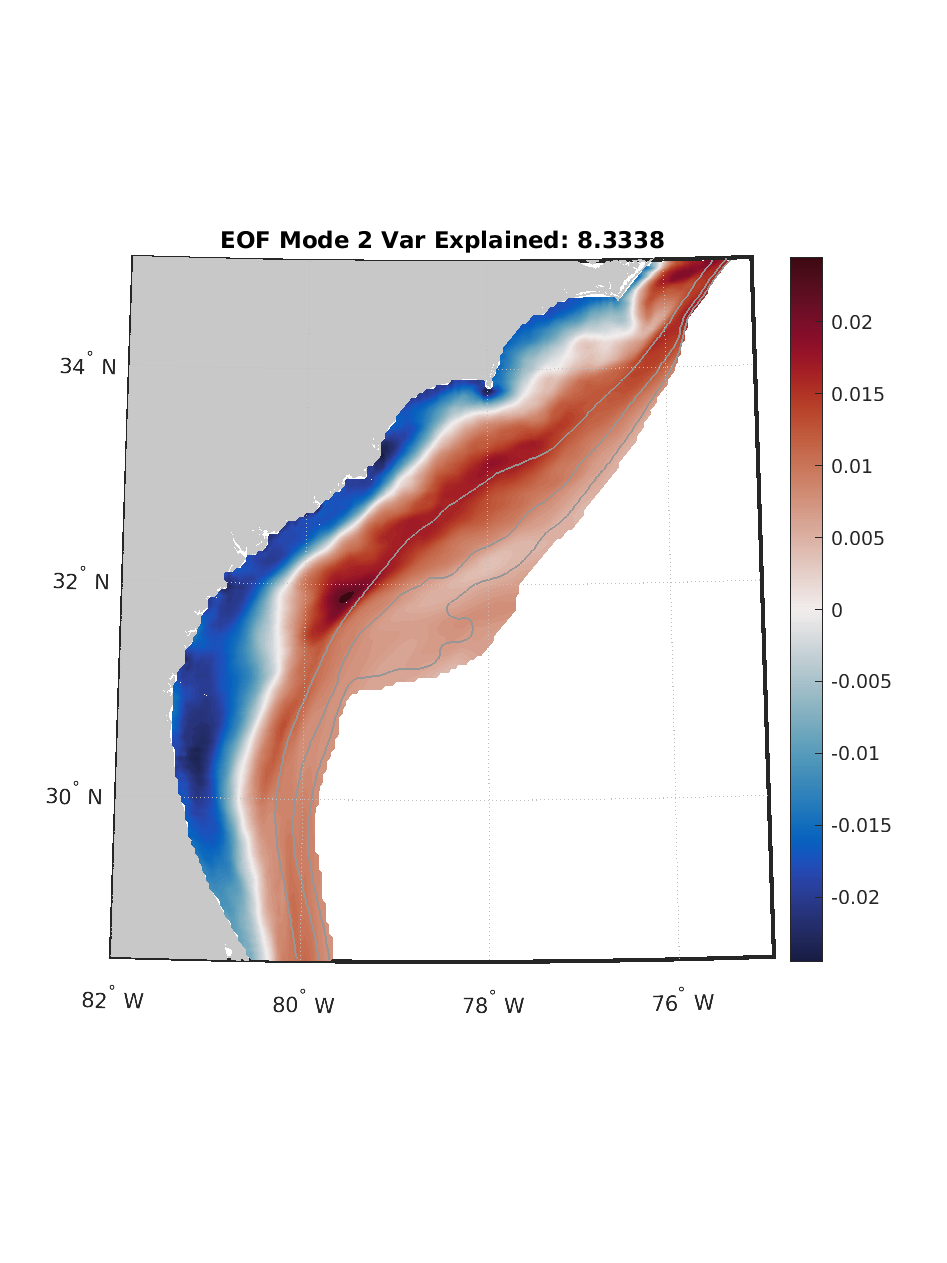 EOF Mode 2 Var Explained: 8.3338
34° N
32° N
30° N
82° W
80° W
78° W
76° W
0.02
0.015
0.01
0.005
0
-0.005
-0.01
-0.015
-0.02